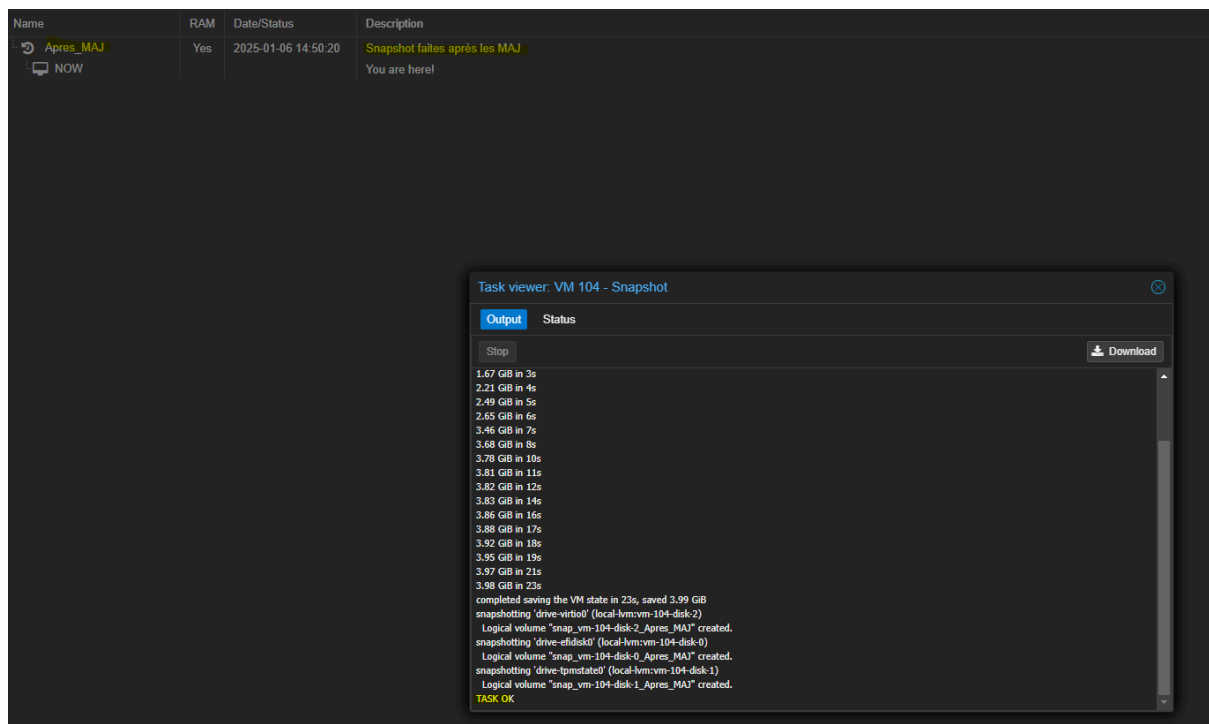 Name RAM Date/Status Description
Apres_MAJ Yes 2025-01-06 14:50:20 Snapshot faites après les MAJ
NOW You are here!
Task viewer: VM 104 - Snapshot
Output Status
Stop Download
1.67 GiB in 3s
2.21 GiB in 4s
2.49 GiB in 5s
2.65 GiB in 6s
3.46 GiB in 7s
3.68 GiB in 8s
3.78 GiB in 10s
3.81 GiB in 11s
3.82 GiB in 12s
3.83 GiB in 14s
3.86 GiB in 16s
3.88 GiB in 17s
3.92 GiB in 18s
3.95 GiB in 19s
3.97 GiB in 21s
3.98 GiB in 23s
completed saving the VM state in 23s, saved 3.99 GiB
snapshotting 'drive-virtio0' (local-lvm:vm-104-disk-2)
Logical volume "snap_vm-104-disk-2_Apres_MAJ" created.
snapshotting 'drive-efidisk0' (local-lvm:vm-104-disk-0)
Logical volume "snap_vm-104-disk-0_Apres_MAJ" created.
snapshotting 'drive-tpmstate0' (local-lvm:vm-104-disk-1)
Logical volume "snap_vm-104-disk-1_Apres_MAJ" created.
TASK OK